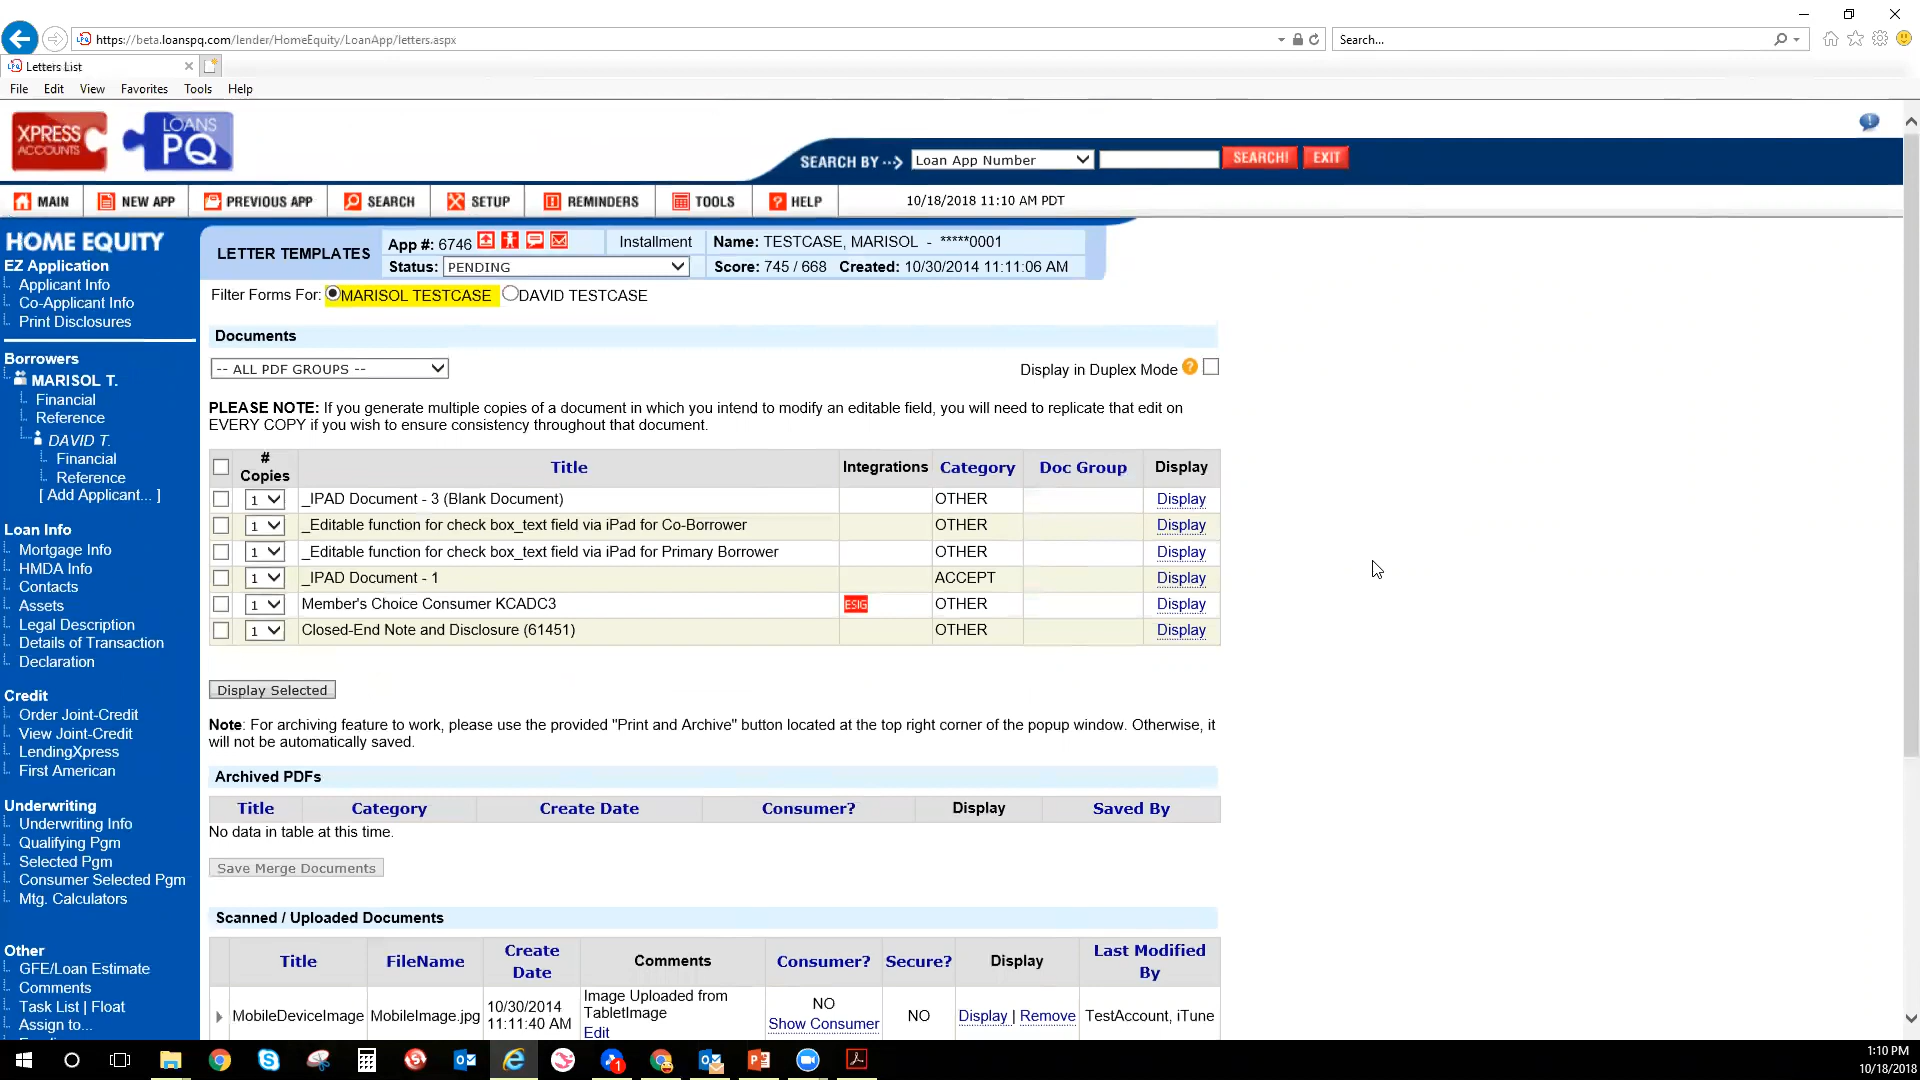 https://beta.loanspq.com/lender/HomeEquity/LoanApp/letters.aspx
Search...
Letters List
File Edit View Favorites Tools Help
XPRESS ACCOUNTS
LOANS PQ
SEARCH BY --> Loan App Number SEARCH! EXIT
MAIN NEW APP PREVIOUS APP SEARCH SETUP REMINDERS TOOLS HELP 10/18/2018 11:10 AM PDT
HOME EQUITY
EZ Application
Applicant Info
Co-Applicant Info
Print Disclosures
Borrowers
MARISOL T.
Financial
Reference
DAVID T.
Financial
Reference
[ Add Applicant... ]
Loan Info
Mortgage Info
HMDA Info
Contacts
Assets
Legal Description
Details of Transaction
Declaration
Credit
Order Joint-Credit
View Joint-Credit
LendingXpress
First American
Underwriting
Underwriting Info
Qualifying Pgm
Selected Pgm
Consumer Selected Pgm
Mtg. Calculators
Other
GFE/Loan Estimate
Comments
Task List | Float
Assign to...
LETTER TEMPLATES App #: 6746 Installment Name: TESTCASE, MARISOL - *****0001
Status: PENDING Score: 745 / 668 Created: 10/30/2014 11:11:06 AM
Filter Forms For: MARISOL TESTCASE DAVID TESTCASE
Documents
-- ALL PDF GROUPS -- Display in Duplex Mode ?
PLEASE NOTE: If you generate multiple copies of a document in which you intend to modify an editable field, you will need to replicate that edit on
EVERY COPY if you wish to ensure consistency throughout that document.
# Copies Title Integrations Category Doc Group Display
1 _IPAD Document - 3 (Blank Document) OTHER Display
1 _Editable function for check box_text field via iPad for Co-Borrower OTHER Display
1 _Editable function for check box_text field via iPad for Primary Borrower OTHER Display
1 _IPAD Document - 1 ACCEPT Display
1 Member's Choice Consumer KCADC3 ESIG OTHER Display
1 Closed-End Note and Disclosure (61451) OTHER Display
Display Selected
Note: For archiving feature to work, please use the provided "Print and Archive" button located at the top right corner of the popup window. Otherwise, it
will not be automatically saved.
Archived PDFs
Title Category Create Date Consumer? Display Saved By
No data in table at this time.
Save Merge Documents
Scanned / Uploaded Documents
Title FileName Create Date Comments Consumer? Secure? Display Last Modified By
MobileDeviceImage MobileImage.jpg 10/30/2014 11:11:40 AM Image Uploaded from TabletImage Edit NO Show Consumer NO Display | Remove TestAccount, iTune
1:10 PM
10/18/2018